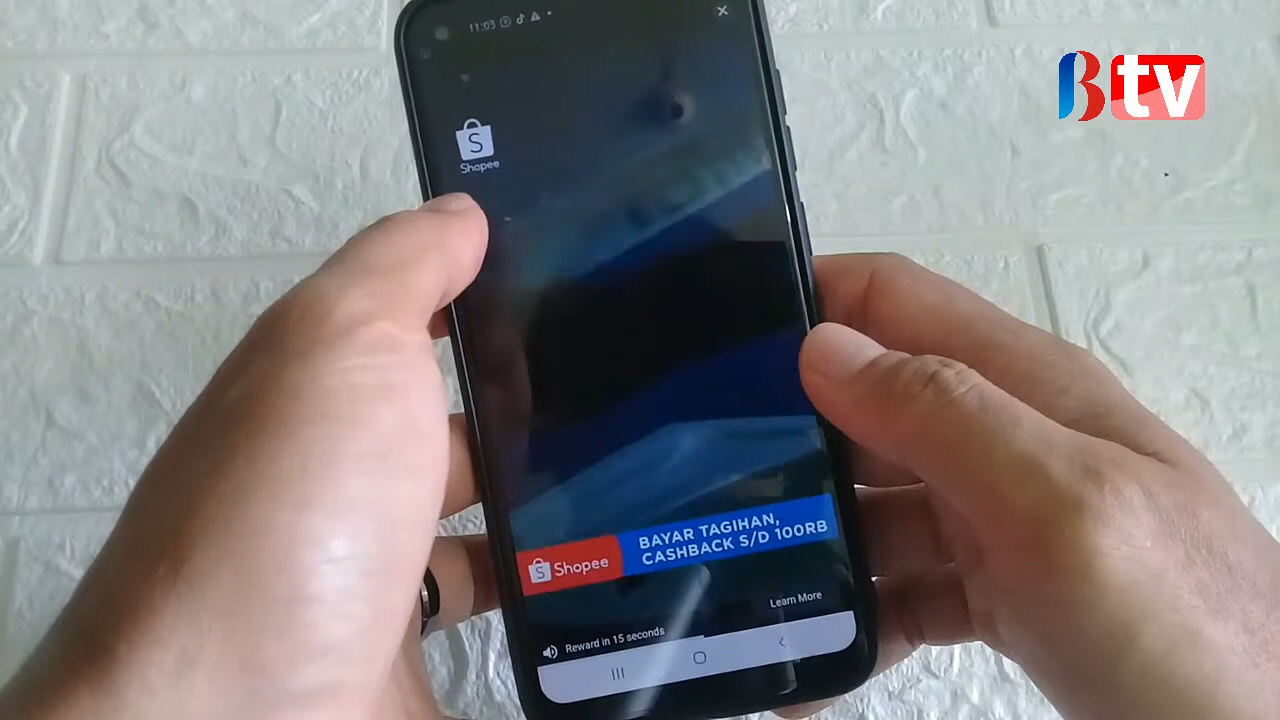 11:03
Btv
S
Shopee
S Shopee
BAYAR TAGIHAN,
CASHBACK S/D 100RB
Learn More
Reward in 15 seconds